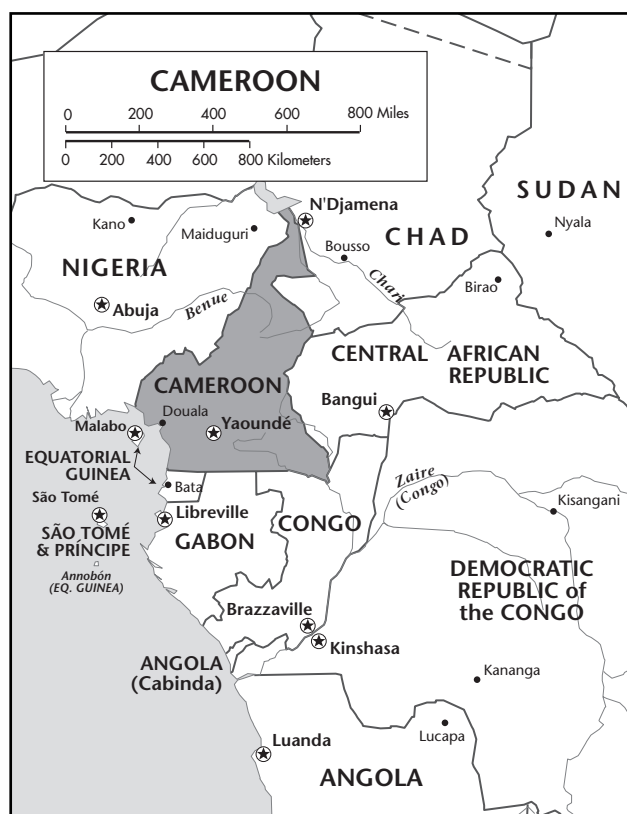 CAMEROON
0 200 400 600 800 Miles
0 200 400 600 800 Kilometers
SUDAN
N'Djamena
Kano
Maiduguri
Nyala
CHAD
Bousso
NIGERIA
Chari
Birao
Abuja
Benue
CENTRAL AFRICAN
REPUBLIC
CAMEROON
Bangui
Douala
Malabo
Yaoundé
EQUATORIAL
GUINEA
Zaire
(Congo)
Bata
São Tomé
Kisangani
Libreville
CONGO
SÃO TOMÉ
& PRÍNCIPE
GABON
Annobón
(EQ. GUINEA)
DEMOCRATIC
REPUBLIC of
the CONGO
Brazzaville
Kinshasa
ANGOLA
(Cabinda)
Kananga
Lucapa
Luanda
ANGOLA